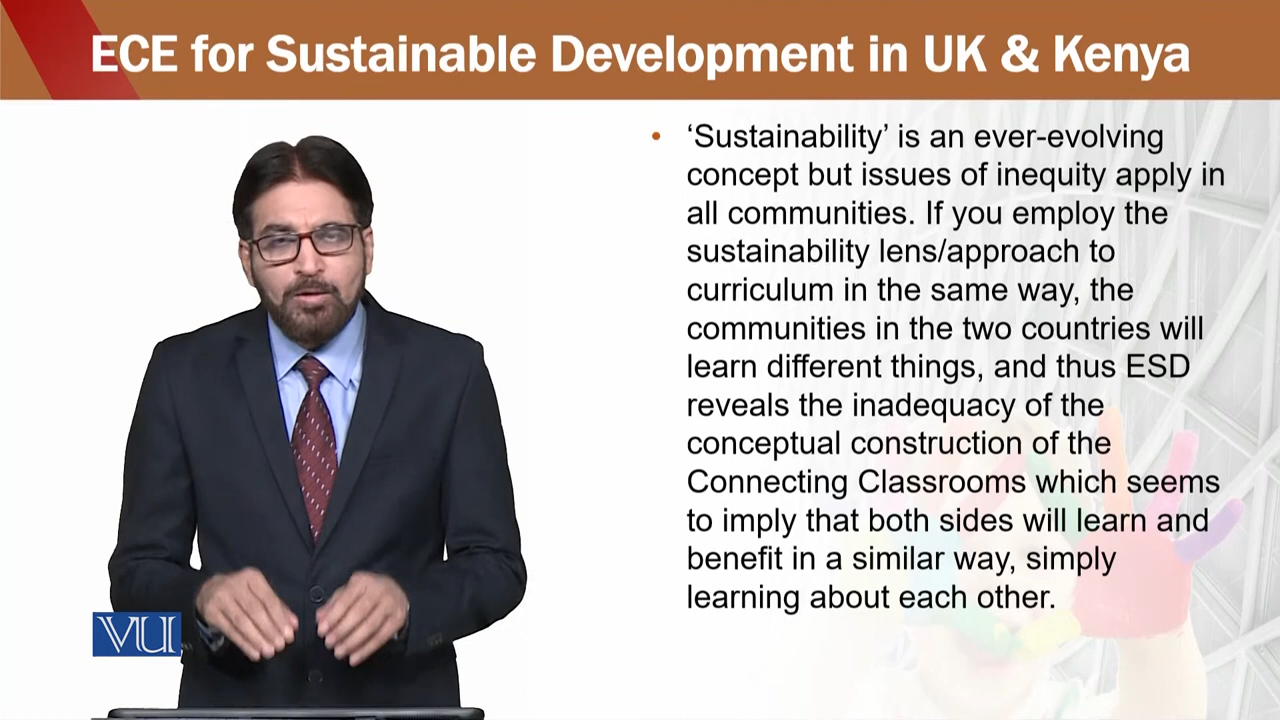 ECE for Sustainable Development in UK & Kenya
• ‘Sustainability’ is an ever-evolving
concept but issues of inequity apply in
all communities. If you employ the
sustainability lens/approach to
curriculum in the same way, the
communities in the two countries will
learn different things, and thus ESD
reveals the inadequacy of the
conceptual construction of the
Connecting Classrooms which seems
to imply that both sides will learn and
benefit in a similar way, simply
learning about each other.
VU